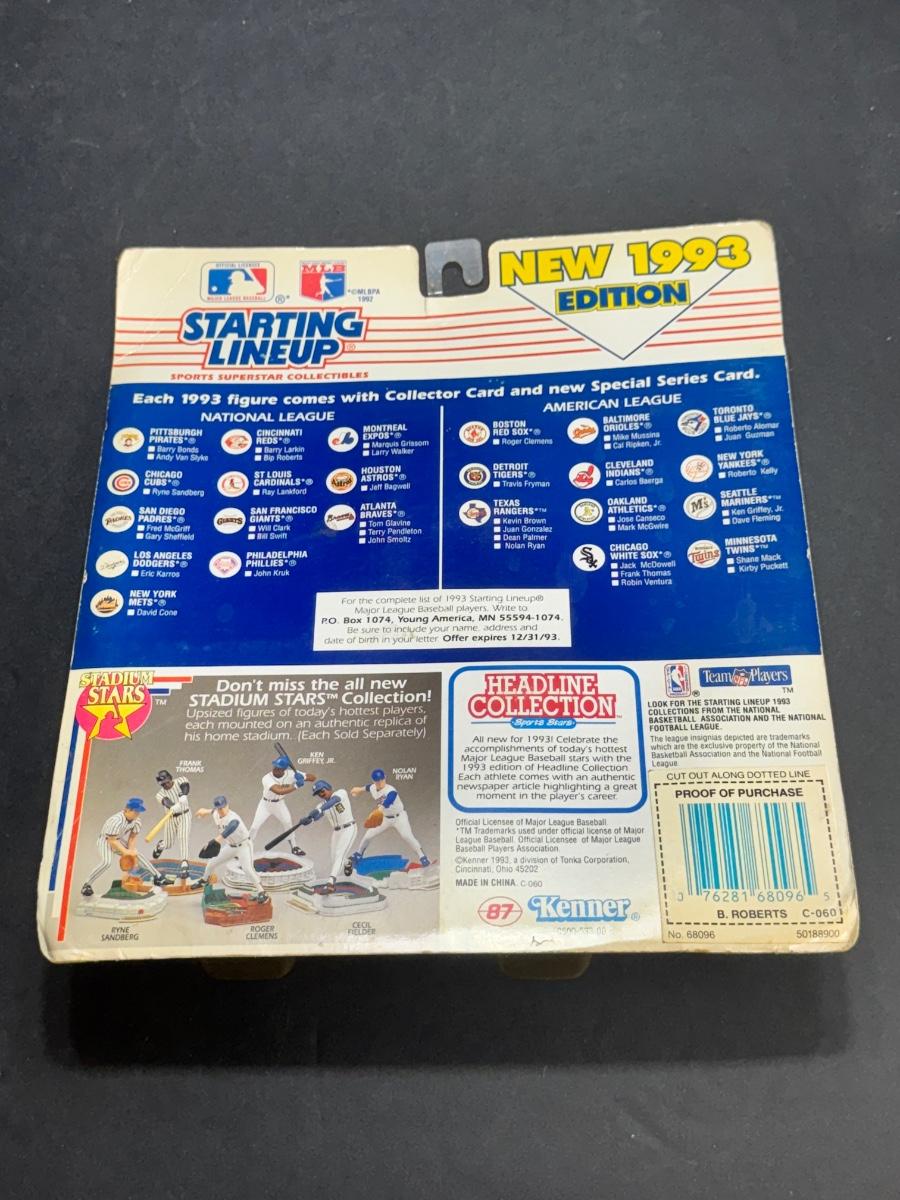 OFFICIAL LICENSEE
MAJOR LEAGUE BASEBALL
®
MLB
*©MLBPA
1992
STARTING
LINEUP®
SPORTS SUPERSTAR COLLECTIBLES
NEW 1993
EDITION
Each 1993 figure comes with Collector Card and new Special Series Card.
NATIONAL LEAGUE
PITTSBURGH
PIRATES*®
Barry Bonds
Andy Van Slyke
CINCINNATI
REDS*®
Barry Larkin
Bip Roberts
MONTREAL
EXPOS*®
Marquis Grissom
Larry Walker
CHICAGO
CUBS*®
Ryne Sandberg
ST LOUIS
CARDINALS*®
Ray Lankford
HOUSTON
ASTROS*®
Jeff Bagwell
SAN DIEGO
PADRES*®
Fred McGriff
Gary Sheffield
SAN FRANCISCO
GIANTS*®
Will Clark
Bill Swift
ATLANTA
BRAVES*®
Tom Glavine
Terry Pendleton
John Smoltz
LOS ANGELES
DODGERS*®
Eric Karros
PHILADELPHIA
PHILLIES*®
John Kruk
NEW YORK
METS*®
David Cone
AMERICAN LEAGUE
BOSTON
RED SOX*®
Roger Clemens
BALTIMORE
ORIOLES*®
Mike Mussina
Cal Ripken, Jr.
TORONTO
BLUE JAYS*®
Roberto Alomar
Juan Guzman
DETROIT
TIGERS*®
Travis Fryman
CLEVELAND
INDIANS*®
Carlos Baerga
NEW YORK
YANKEES*®
Roberto Kelly
TEXAS
RANGERS*™
Kevin Brown
Juan Gonzalez
Dean Palmer
Nolan Ryan
OAKLAND
ATHLETICS*®
Jose Canseco
Mark McGwire
SEATTLE
MARINERS*™
Ken Griffey, Jr.
Dave Fleming
CHICAGO
WHITE SOX*®
Jack McDowell
Frank Thomas
Robin Ventura
MINNESOTA
TWINS*™
Shane Mack
Kirby Puckett
For the complete list of 1993 Starting Lineup®
Major League Baseball players, Write to
P.O. Box 1074, Young America, MN 55594-1074.
Be sure to include your name, address and
date of birth in your letter. Offer expires 12/31/93.
STADIUM
STARS
™
Don't miss the all new
STADIUM STARS™ Collection!
Upsized figures of today's hottest players,
each mounted on an authentic replica of
his home stadium. (Each Sold Separately)
FRANK
THOMAS
KEN
GRIFFEY, JR.
NOLAN
RYAN
RYNE
SANDBERG
ROGER
CLEMENS
CECIL
FIELDER
HEADLINE
COLLECTION™
Sports Stars
All new for 1993! Celebrate the
accomplishments of today's hottest
Major League Baseball stars with the
1993 edition of Headline Collection.
Each athlete comes with an authentic
newspaper article highlighting a great
moment in the player's career.
Official Licensee of Major League Baseball.
*TM Trademarks used under official license of Major
League Baseball. Official Licensee of Major League
Baseball Players Association.
©Kenner 1993, a division of Tonka Corporation,
Cincinnati, Ohio 45202
MADE IN CHINA. C-060
87
Kenner®
NBA
®
Team NFL Players
™
LOOK FOR THE STARTING LINEUP 1993
COLLECTIONS FROM THE NATIONAL
BASKETBALL ASSOCIATION AND THE NATIONAL
FOOTBALL LEAGUE.
The league insignias depicted are trademarks
which are the exclusive property of the National
Basketball Association and the National Football
League.
CUT OUT ALONG DOTTED LINE
PROOF OF PURCHASE
0 76281 68096 5
B. ROBERTS C-060
No. 68096 50188900